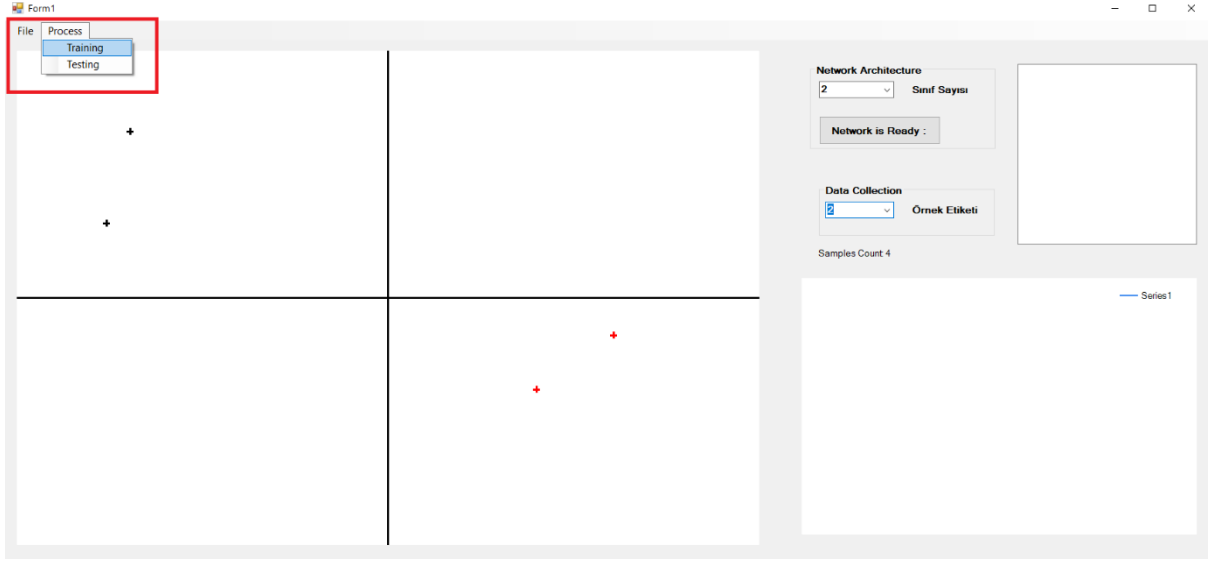 Form1
File Process
Training
Testing
Network Architecture
2 Sınıf Sayısı
Network is Ready :
Data Collection
2 Örnek Etiketi
Samples Count 4
Series1